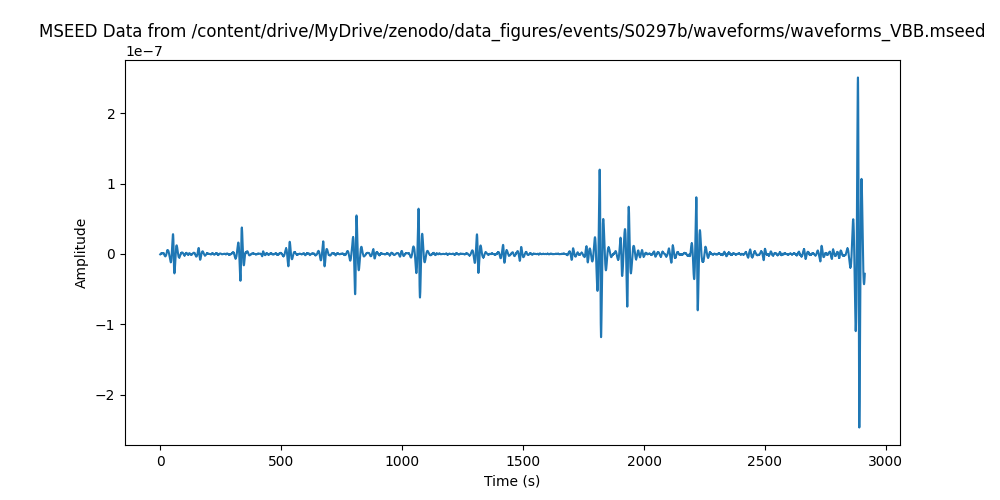 MSEED Data from /content/drive/MyDrive/zenodo/data_figures/events/S0297b/waveforms/waveforms_VBB.mseed
1e−7
2
1
0
−1
−2
Amplitude
0 500 1000 1500 2000 2500 3000
Time (s)